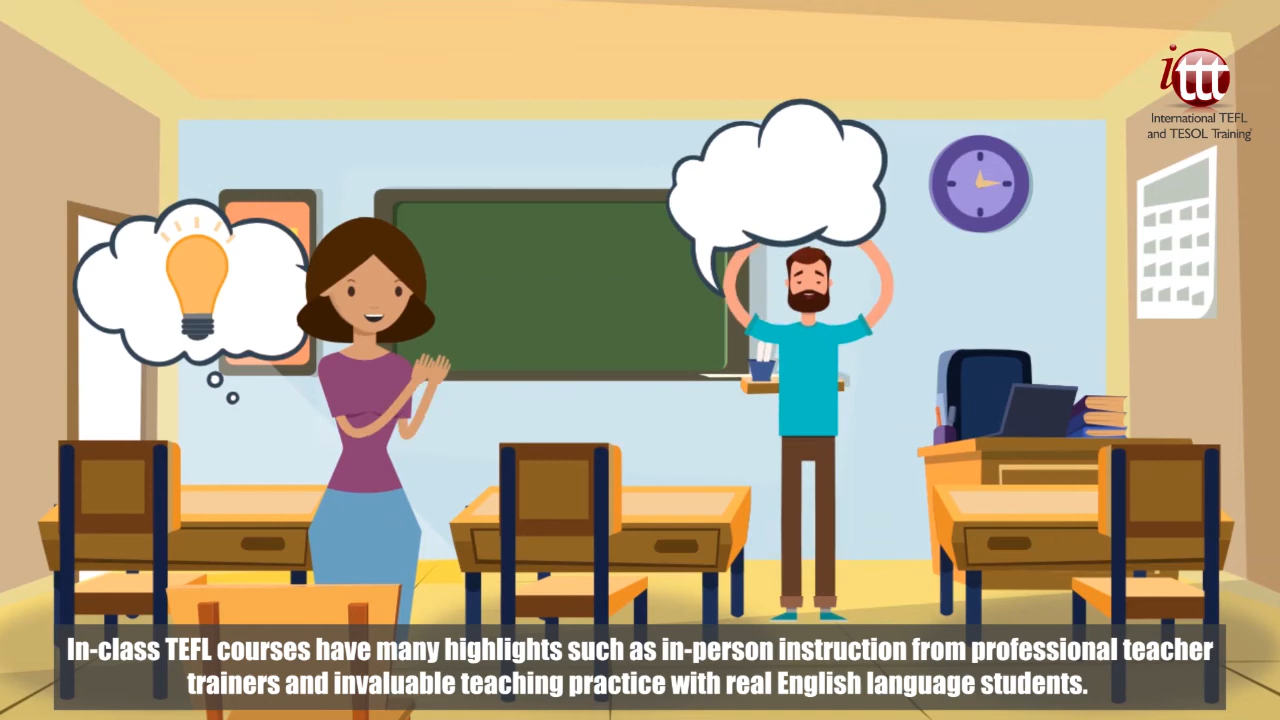 ittt
International TEFL
and TESOL Training
In-class TEFL courses have many highlights such as in-person instruction from professional teacher
trainers and invaluable teaching practice with real English language students.